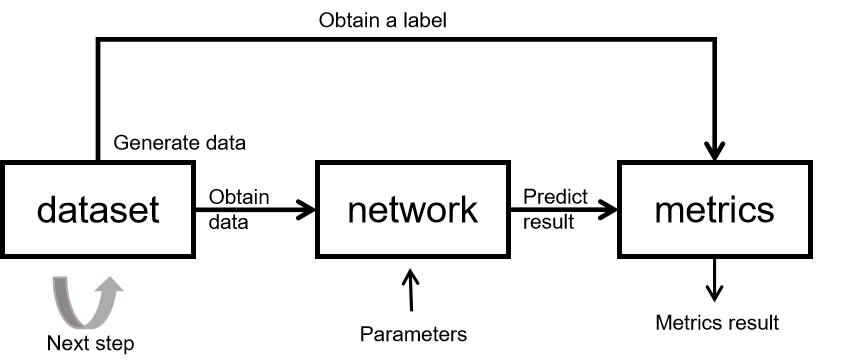 Obtain a label
Generate data
dataset
Obtain
data
network
Predict
result
metrics
Next step
Parameters
Metrics result